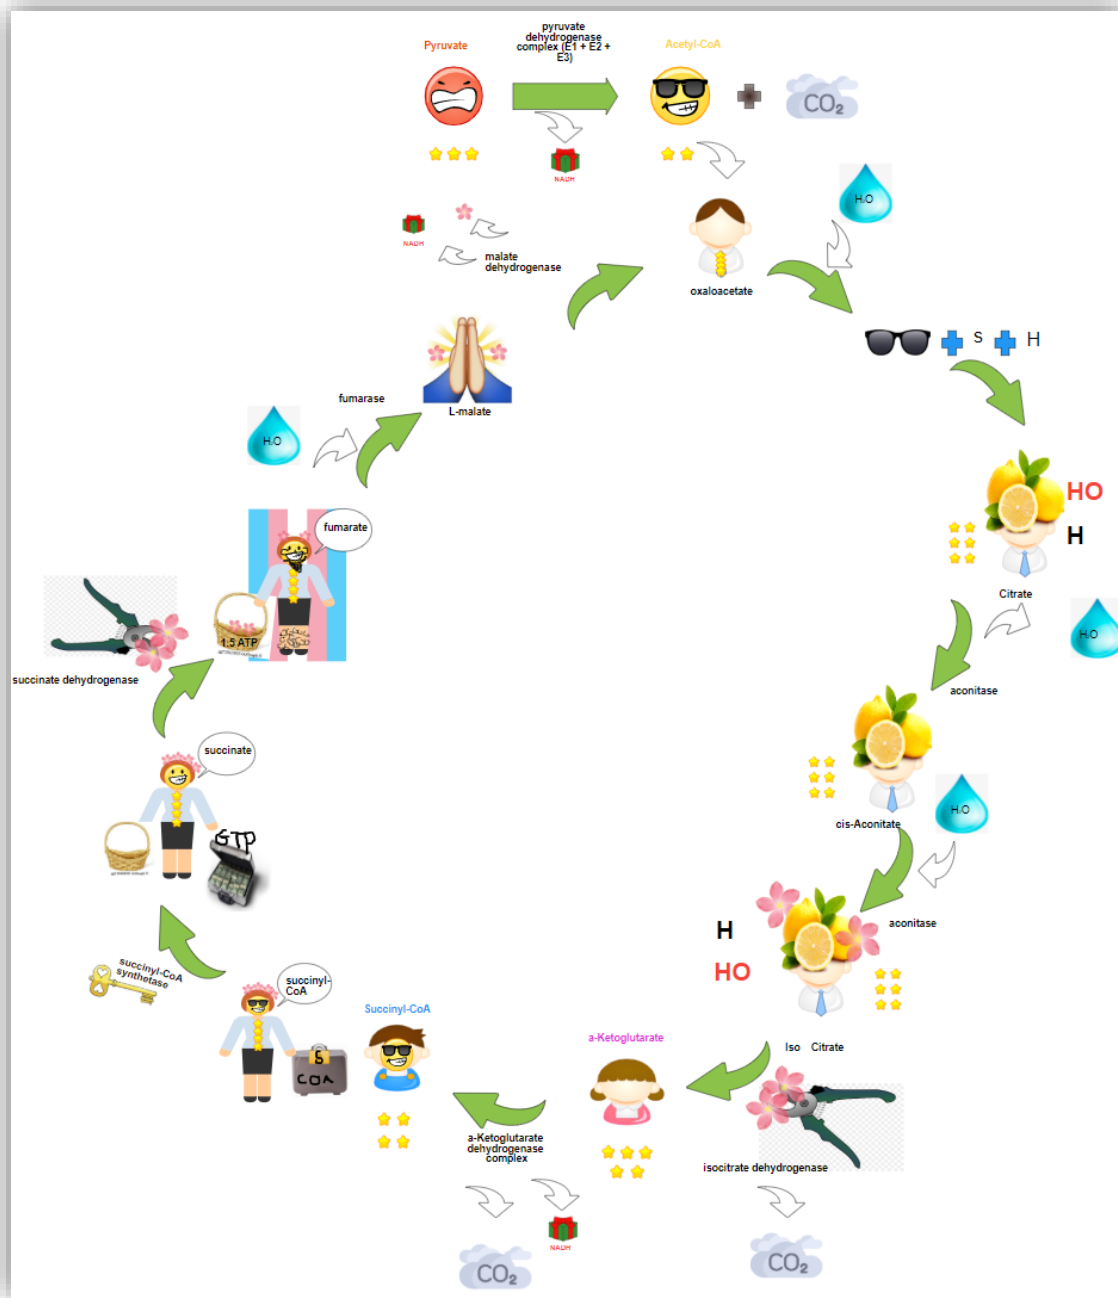 pyruvate
dehydrogenase
complex (E1 + E2 +
E3)
Pyruvate
Acetyl-CoA
CO₂
NADH
H₂O
NADH
malate
dehydrogenase
oxaloacetate
S
H
L-malate
fumarase
H₂O
HO
H
Citrate
H₂O
fumarate
1.5 ATP
succinate dehydrogenase
aconitase
succinate
GTP
cis-Aconitate
H₂O
aconitase
H
HO
Iso Citrate
succinyl-CoA
synthetase
succinyl-
CoA
S
COA
Succinyl-CoA
a-Ketoglutarate
a-Ketoglutarate
dehydrogenase
complex
isocitrate dehydrogenase
NADH
CO₂
CO₂